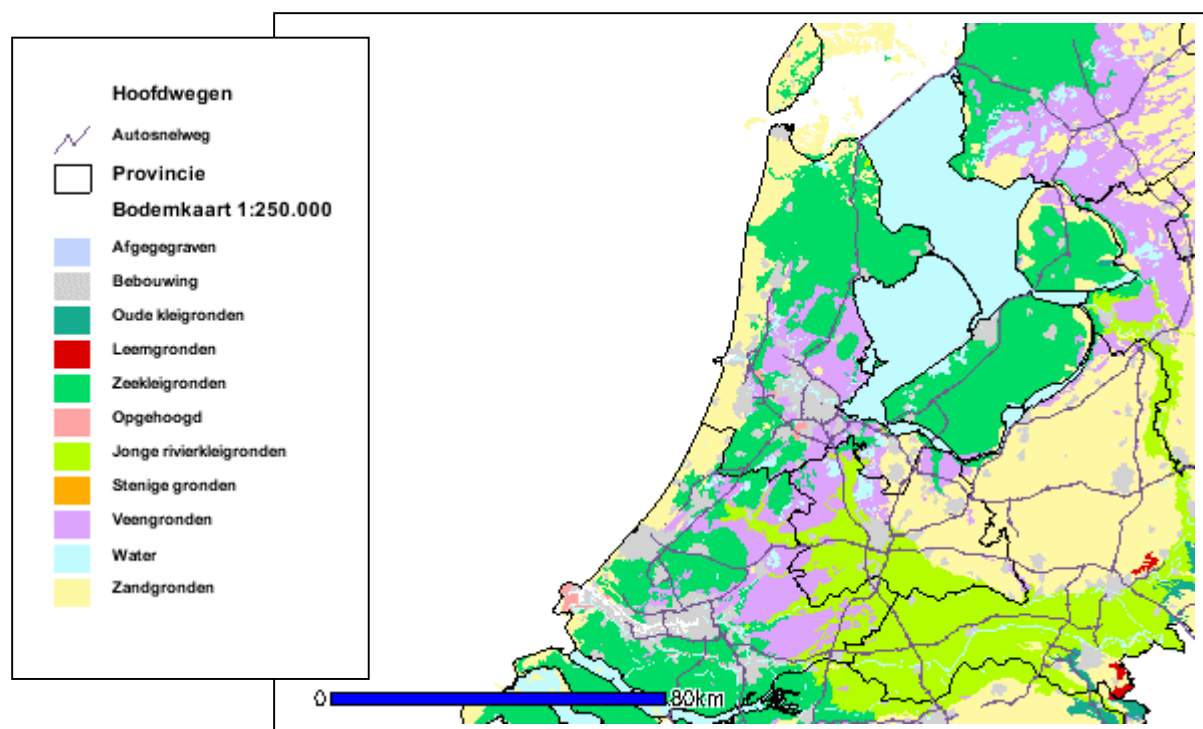 Hoofdwegen
Autosnelweg
Provincie
Bodemkaart 1:250.000
Afgegegraven
Bebouwing
Oude kleigronden
Leemgronden
Zeekleigronden
Opgehoogd
Jonge rivierkleigronden
Stenige gronden
Veengronden
Water
Zandgronden
0 80km